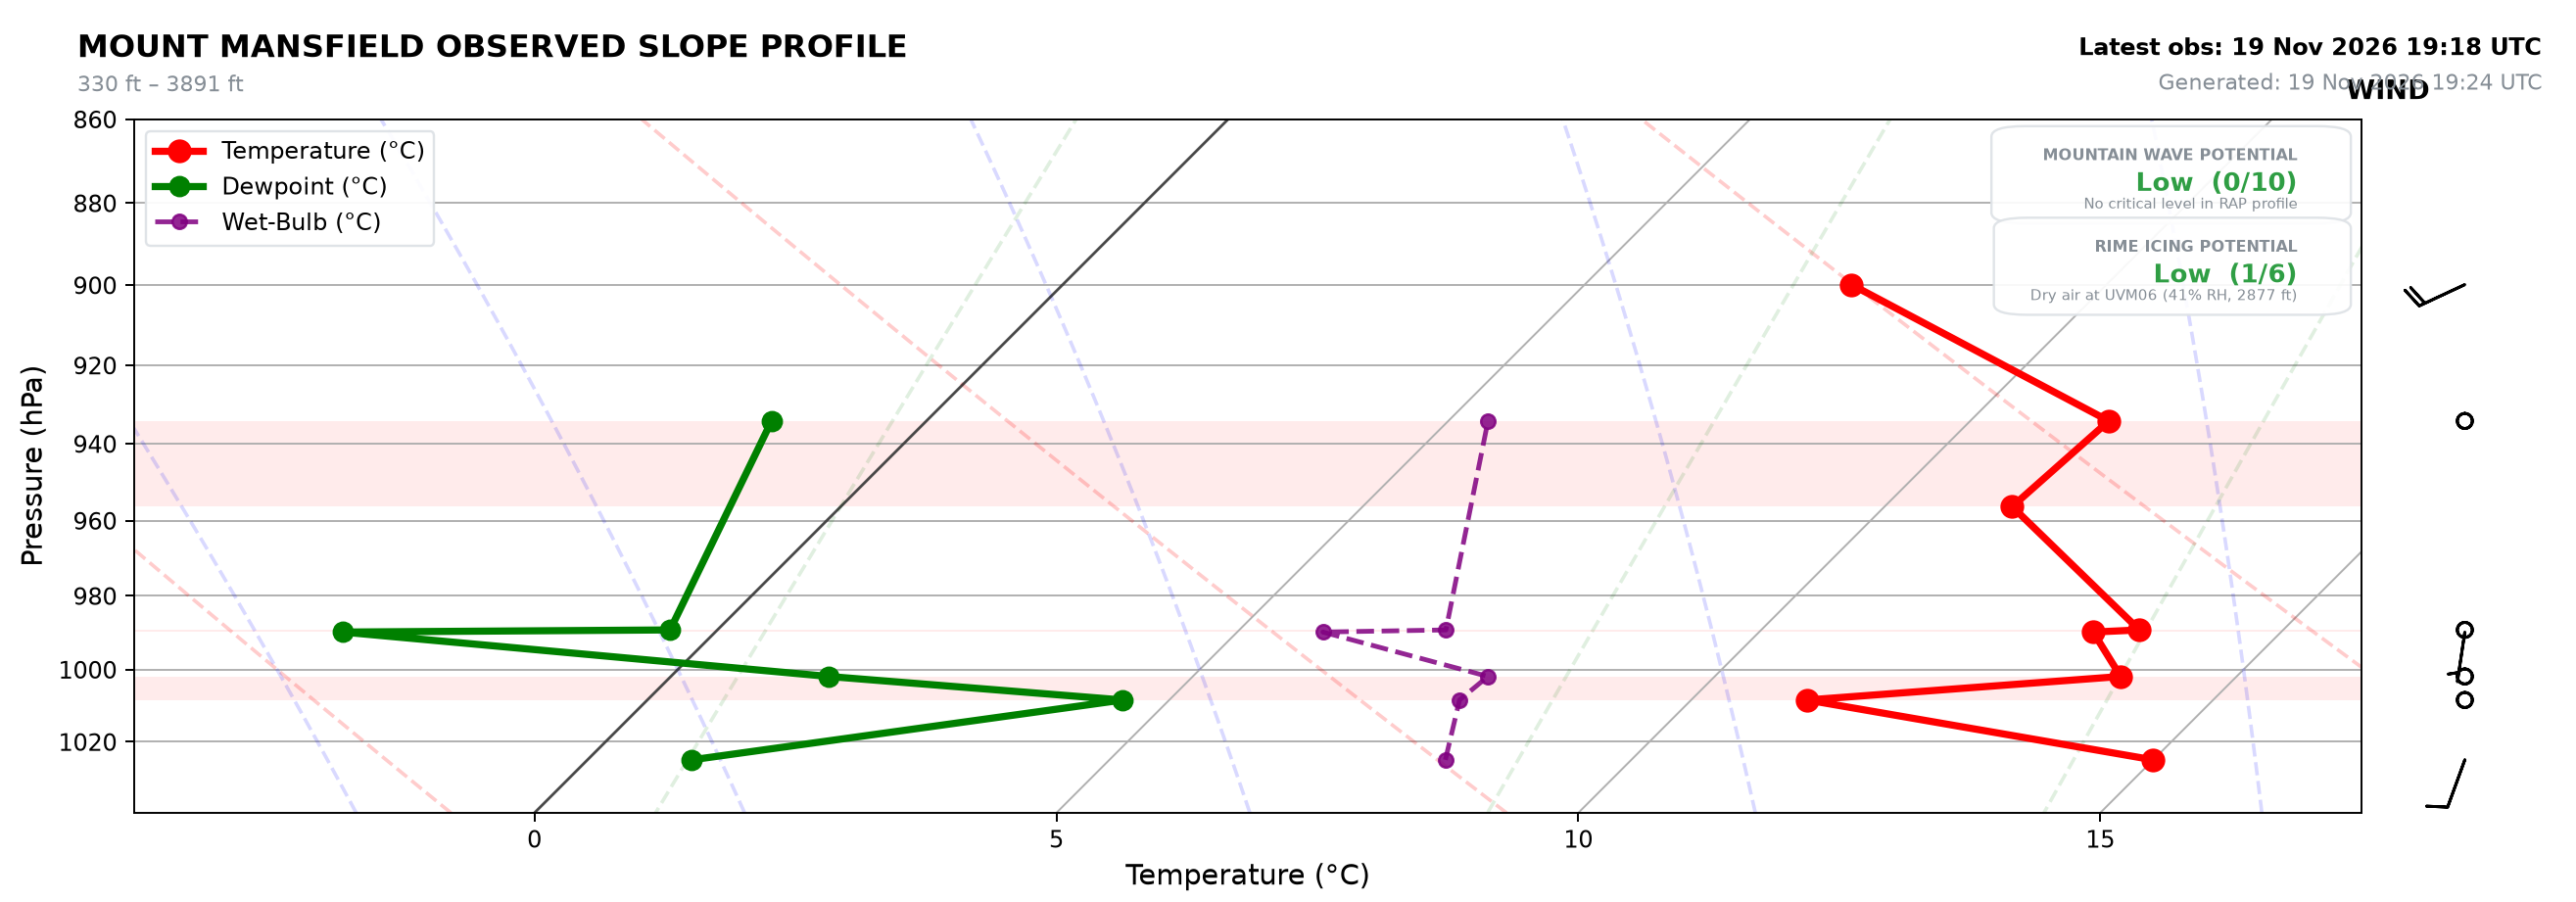 MOUNT MANSFIELD OBSERVED SLOPE PROFILE
330 ft – 3891 ft
Latest obs: 19 Nov 2026 19:18 UTC
Generated: 19 Nov 2026 19:24 UTC
WIND
Temperature (°C)
Dewpoint (°C)
Wet-Bulb (°C)
MOUNTAIN WAVE POTENTIAL
Low (0/10)
No critical level in RAP profile
RIME ICING POTENTIAL
Low (1/6)
Dry air at UVM06 (41% RH, 2877 ft)
Pressure (hPa)
860
880
900
920
940
960
980
1000
1020
0
5
10
15
Temperature (°C)